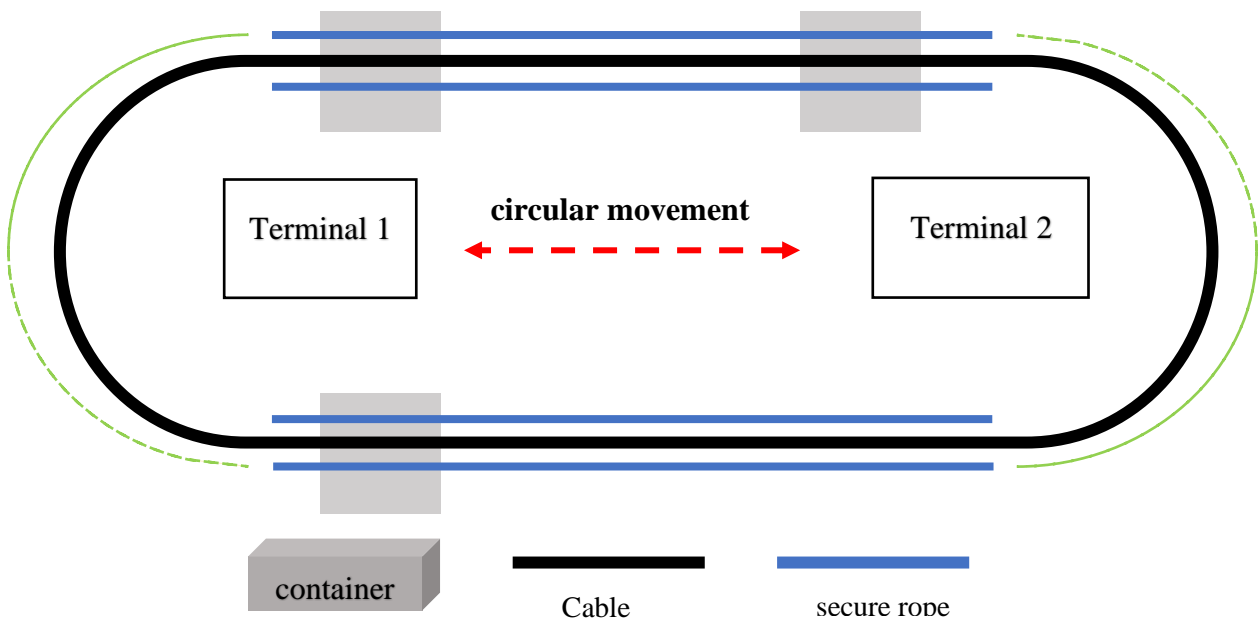 Terminal 1
circular movement
Terminal 2
container
Cable
secure rope